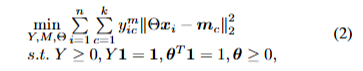 min_{Y,M,Θ} ∑_{i=1}^{n} ∑_{c=1}^{k} y_{ic}^{m} ‖Θx_i − m_c‖_2^2
s.t. Y ≥ 0, Y1 = 1, θ^T 1 = 1, θ ≥ 0, (2)